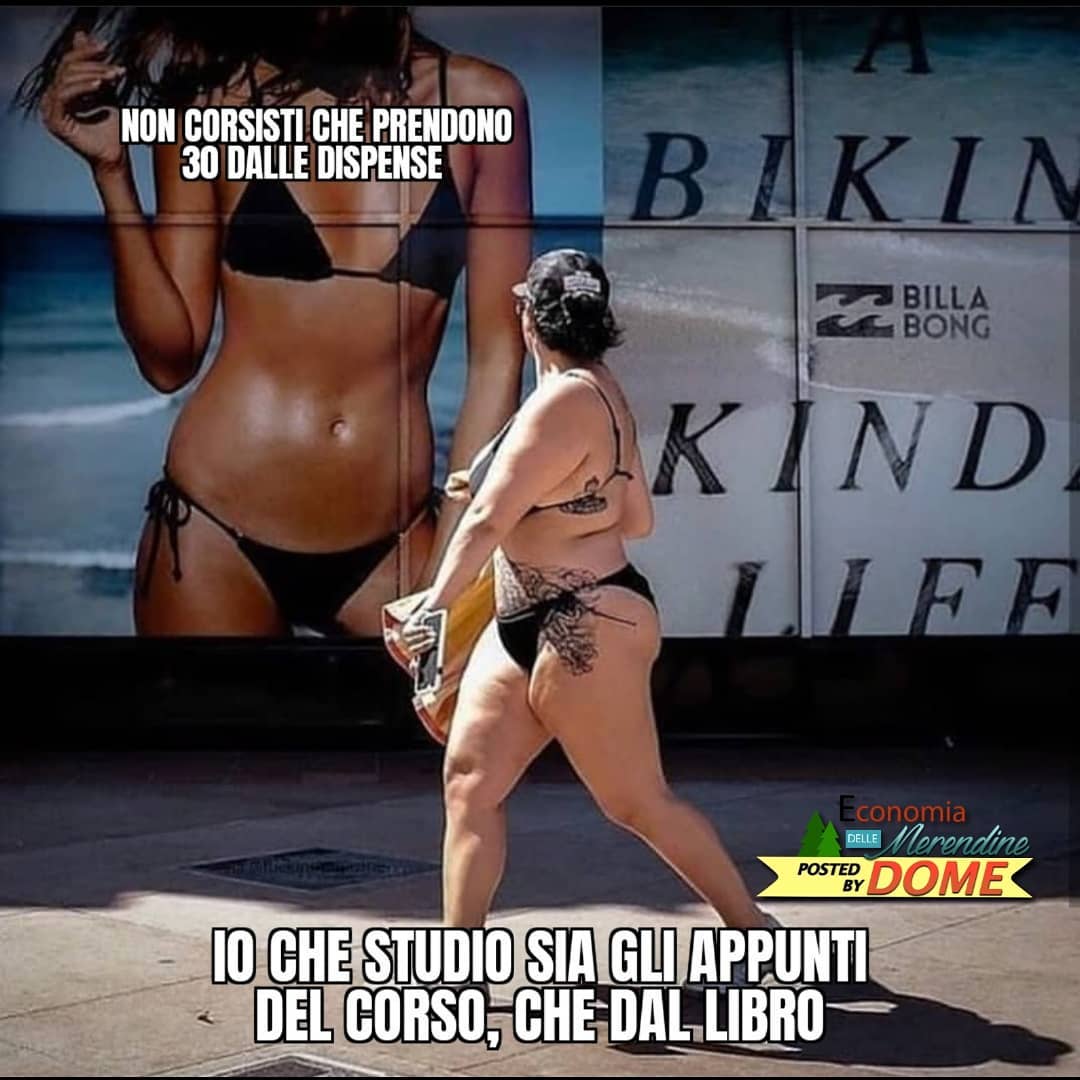 A
BIKIN
NON CORSISTI CHE PRENDONO
30 DALLE DISPENSE
BILLA
BONG
KINDA
LIFE
Economia
DELLE Merendine
POSTED
BY DOME
IO CHE STUDIO SIA GLI APPUNTI
DEL CORSO, CHE DAL LIBRO